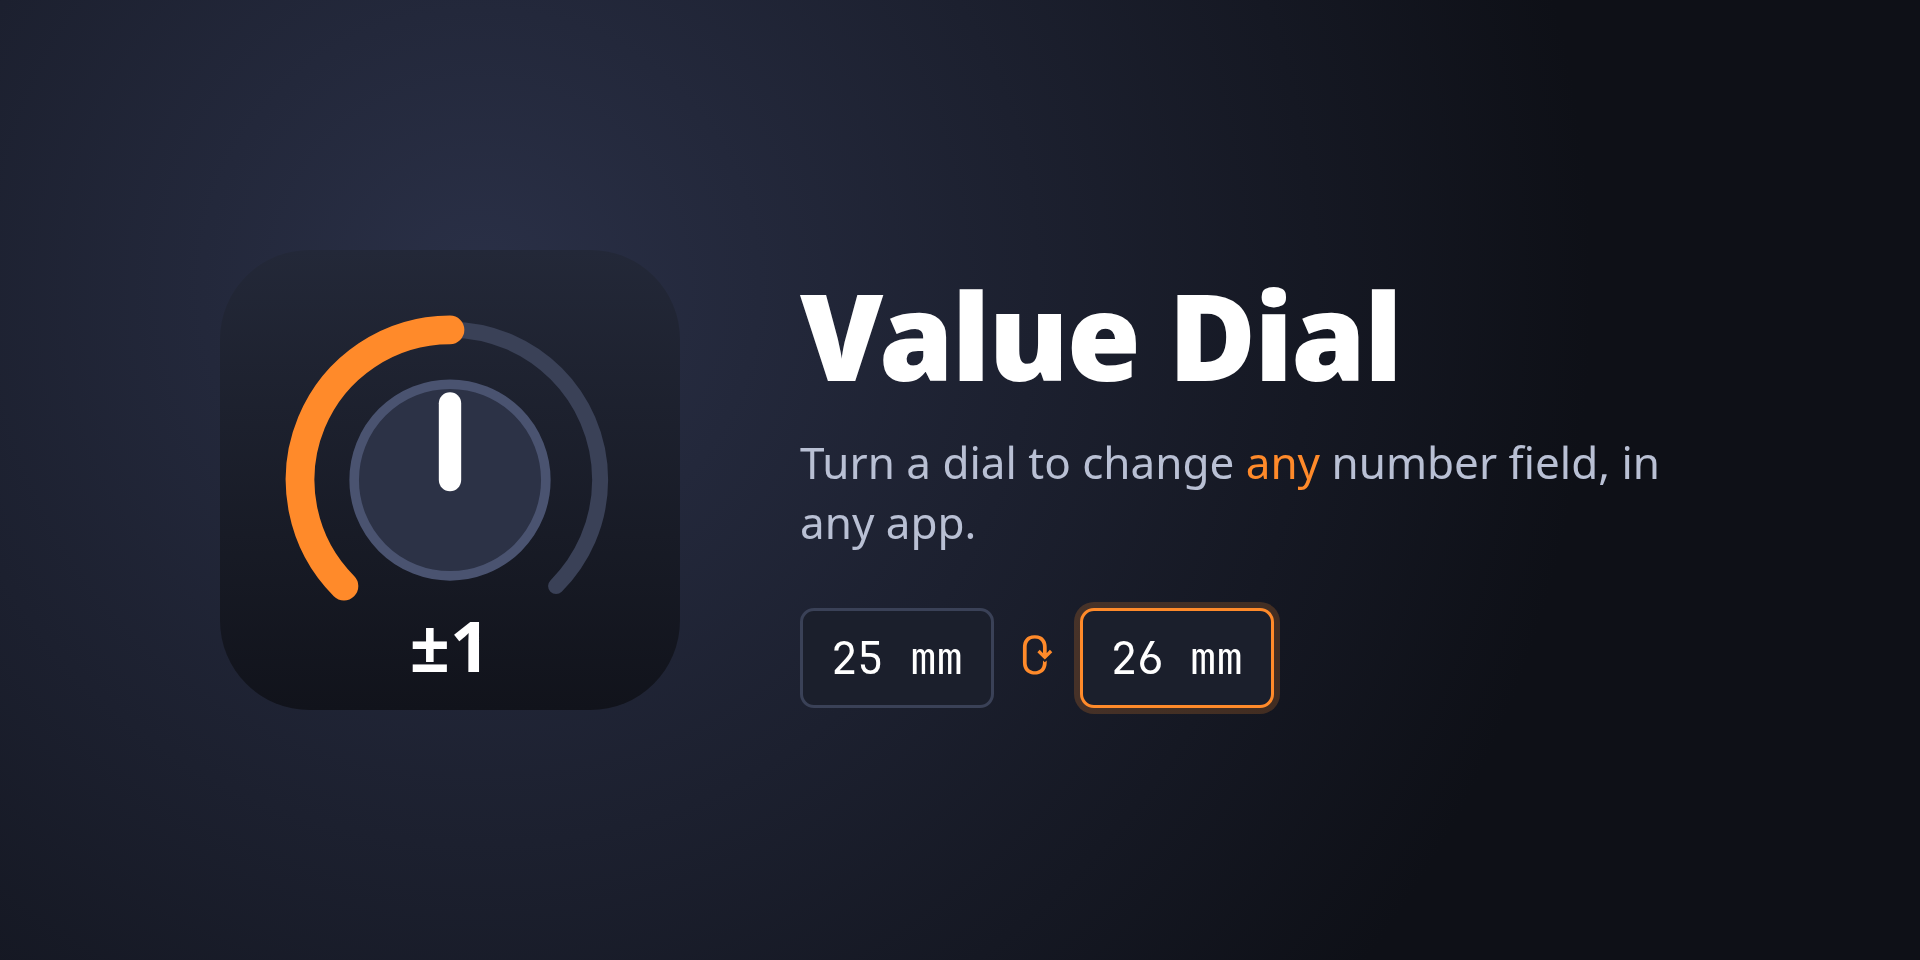 Value Dial
Turn a dial to change any number field, in
any app.
25 mm ↻ 26 mm
±1